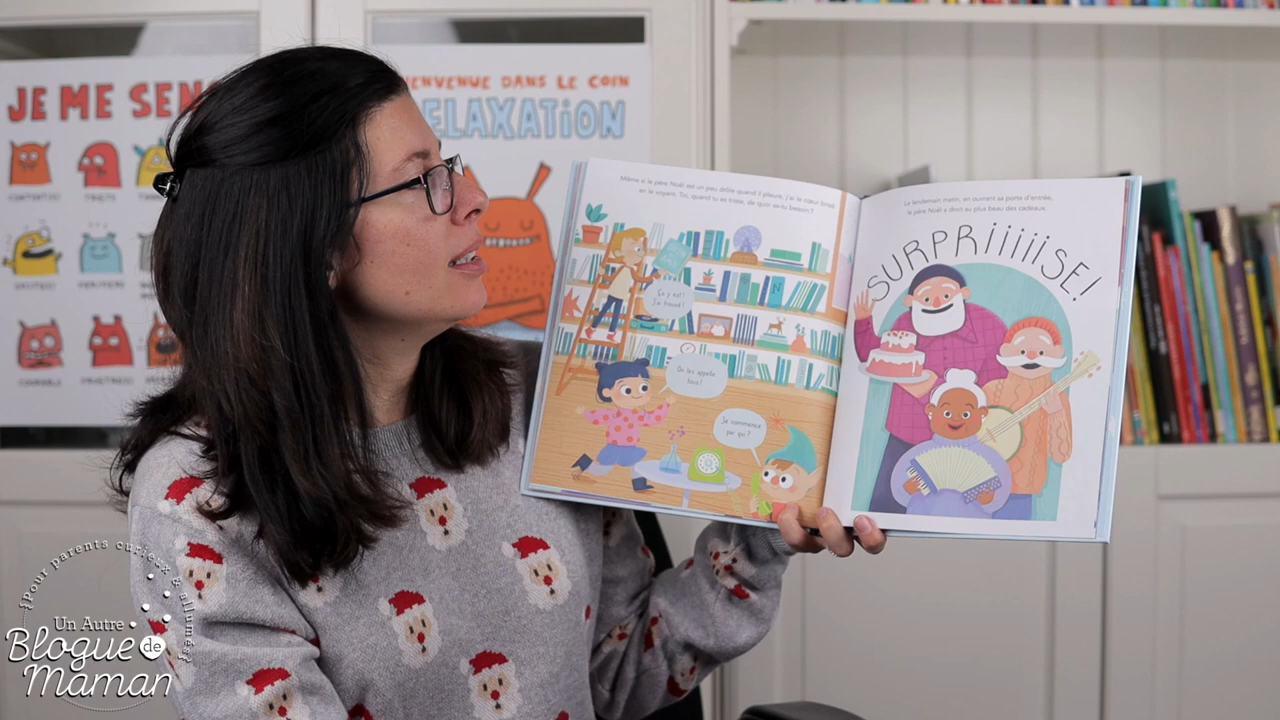 JE ME SENS
BIENVENUE DANS LE COIN
RELAXATION
Même si le père Noël est un peu drôle quand il pleure, j'ai le cœur brisé
en le voyant. Toi, quand tu es triste, de quoi as-tu besoin?
Ça y est!
J'ai trouvé!
On les appelle
tous!
Je commence
par qui?
Le lendemain matin, en ouvrant sa porte d'entrée,
le père Noël a droit au plus beau des cadeaux.
SURPRIIIIISE!
{Pour parents curieux & allumés}
Un Autre
Blogue de
Maman